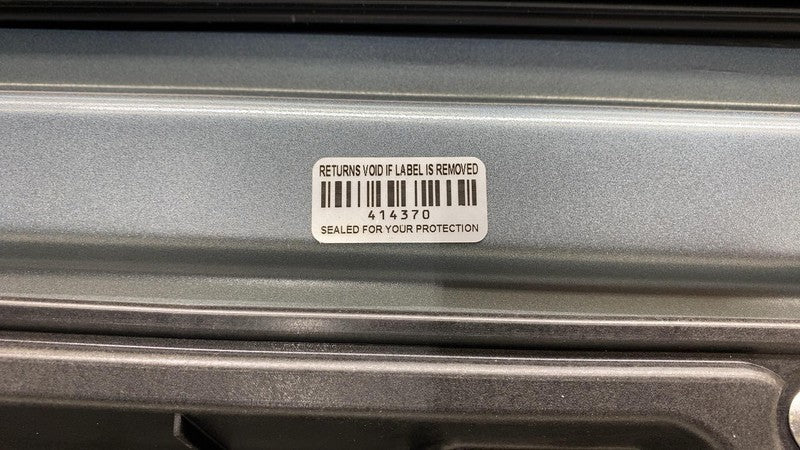 RETURNS VOID IF LABEL IS REMOVED
414370
SEALED FOR YOUR PROTECTION